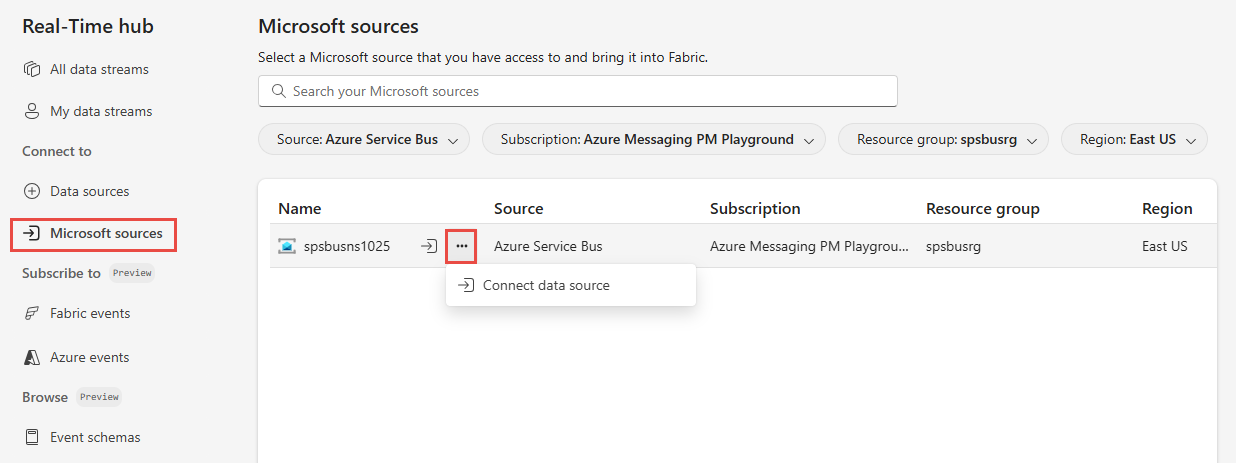 Real-Time hub
All data streams
My data streams
Connect to
Data sources
Microsoft sources
Subscribe to Preview
Fabric events
Azure events
Browse Preview
Event schemas
Microsoft sources
Select a Microsoft source that you have access to and bring it into Fabric.
Search your Microsoft sources
Source: Azure Service Bus Subscription: Azure Messaging PM Playground Resource group: spsbusrg Region: East US
Name Source Subscription Resource group Region
spsbusns1025 ... Azure Service Bus Azure Messaging PM Playgrou... spsbusrg East US
Connect data source